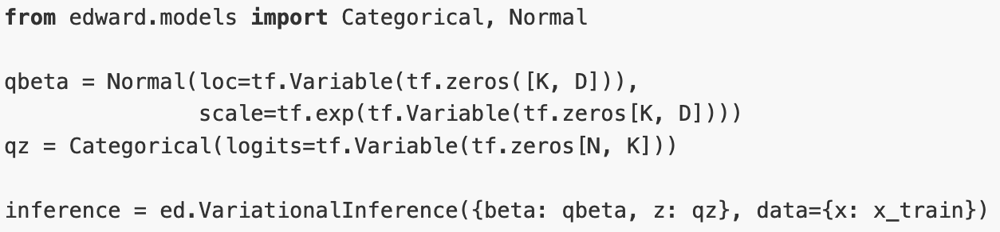 from edward.models import Categorical, Normal
qbeta = Normal(loc=tf.Variable(tf.zeros([K, D])),
scale=tf.exp(tf.Variable(tf.zeros[K, D])))
qz = Categorical(logits=tf.Variable(tf.zeros[N, K]))
inference = ed.VariationalInference({beta: qbeta, z: qz}, data={x: x_train})